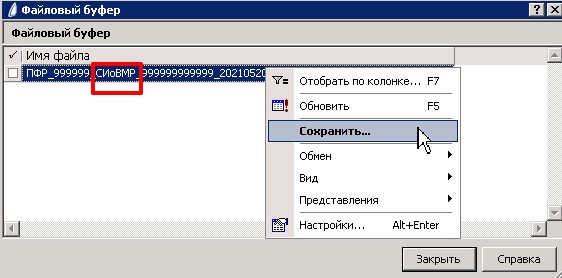 Файловый буфер
Файловый буфер
Имя файла
ПФР_999999_СИоВМР_999999999999_20210520
Отобрать по колонке... F7
Обновить F5
Сохранить...
Обмен
Вид
Представления
Настройки... Alt+Enter
Закрыть Справка